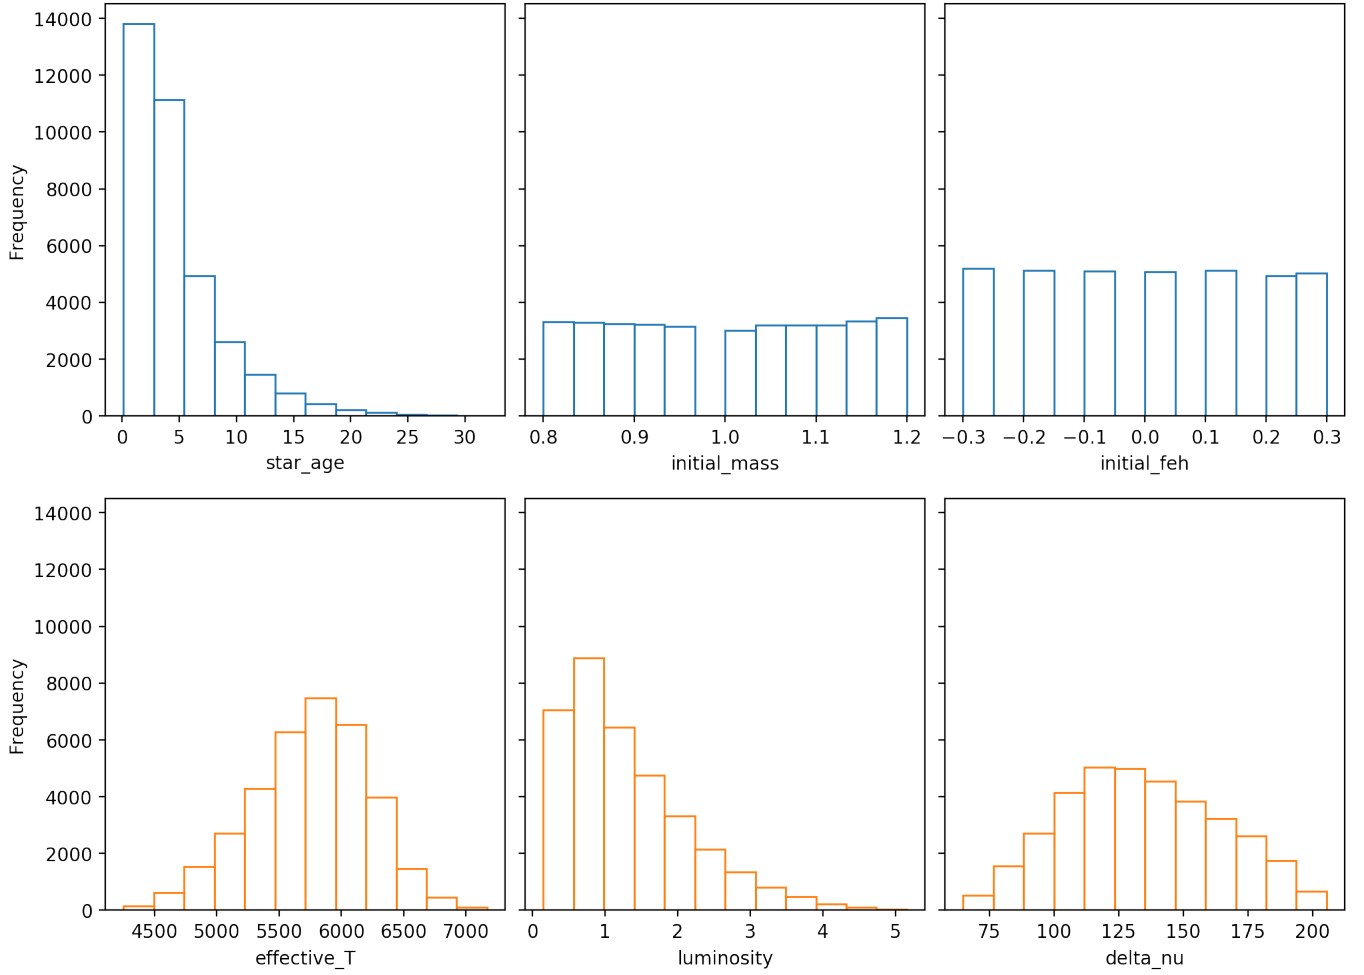 14000
12000
10000
8000
6000
4000
2000
0
Frequency
0 5 10 15 20 25 30
star_age
0.8 0.9 1.0 1.1 1.2
initial_mass
−0.3 −0.2 −0.1 0.0 0.1 0.2 0.3
initial_feh
14000
12000
10000
8000
6000
4000
2000
0
Frequency
4500 5000 5500 6000 6500 7000
effective_T
0 1 2 3 4 5
luminosity
75 100 125 150 175 200
delta_nu